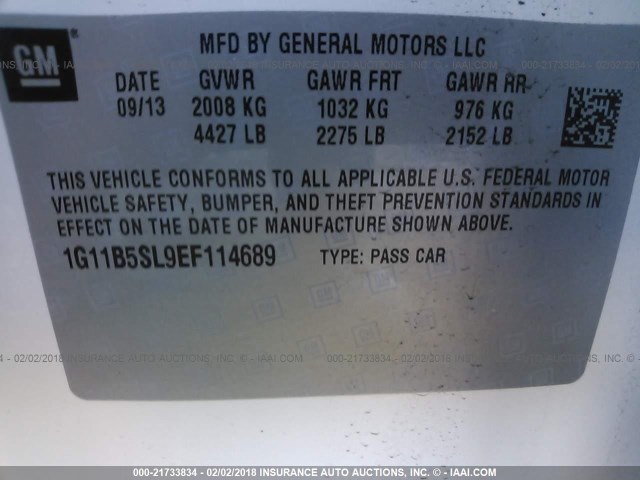 GM ®
MFD BY GENERAL MOTORS LLC
DATE GVWR GAWR FRT GAWR RR
09/13 2008 KG 1032 KG 976 KG
4427 LB 2275 LB 2152 LB
THIS VEHICLE CONFORMS TO ALL APPLICABLE U.S. FEDERAL MOTOR
VEHICLE SAFETY, BUMPER, AND THEFT PREVENTION STANDARDS IN
EFFECT ON THE DATE OF MANUFACTURE SHOWN ABOVE.
1G11B5SL9EF114689 TYPE: PASS CAR
000-21733834 - 02/02/2018 INSURANCE AUTO AUCTIONS, INC. - © - IAAI.COM